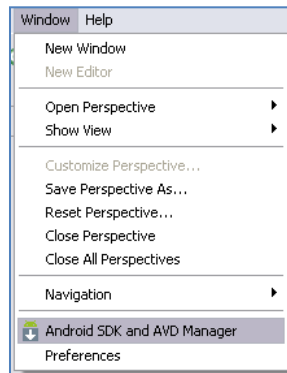 Window Help
New Window
New Editor
Open Perspective
Show View
Customize Perspective...
Save Perspective As...
Reset Perspective...
Close Perspective
Close All Perspectives
Navigation
Android SDK and AVD Manager
Preferences